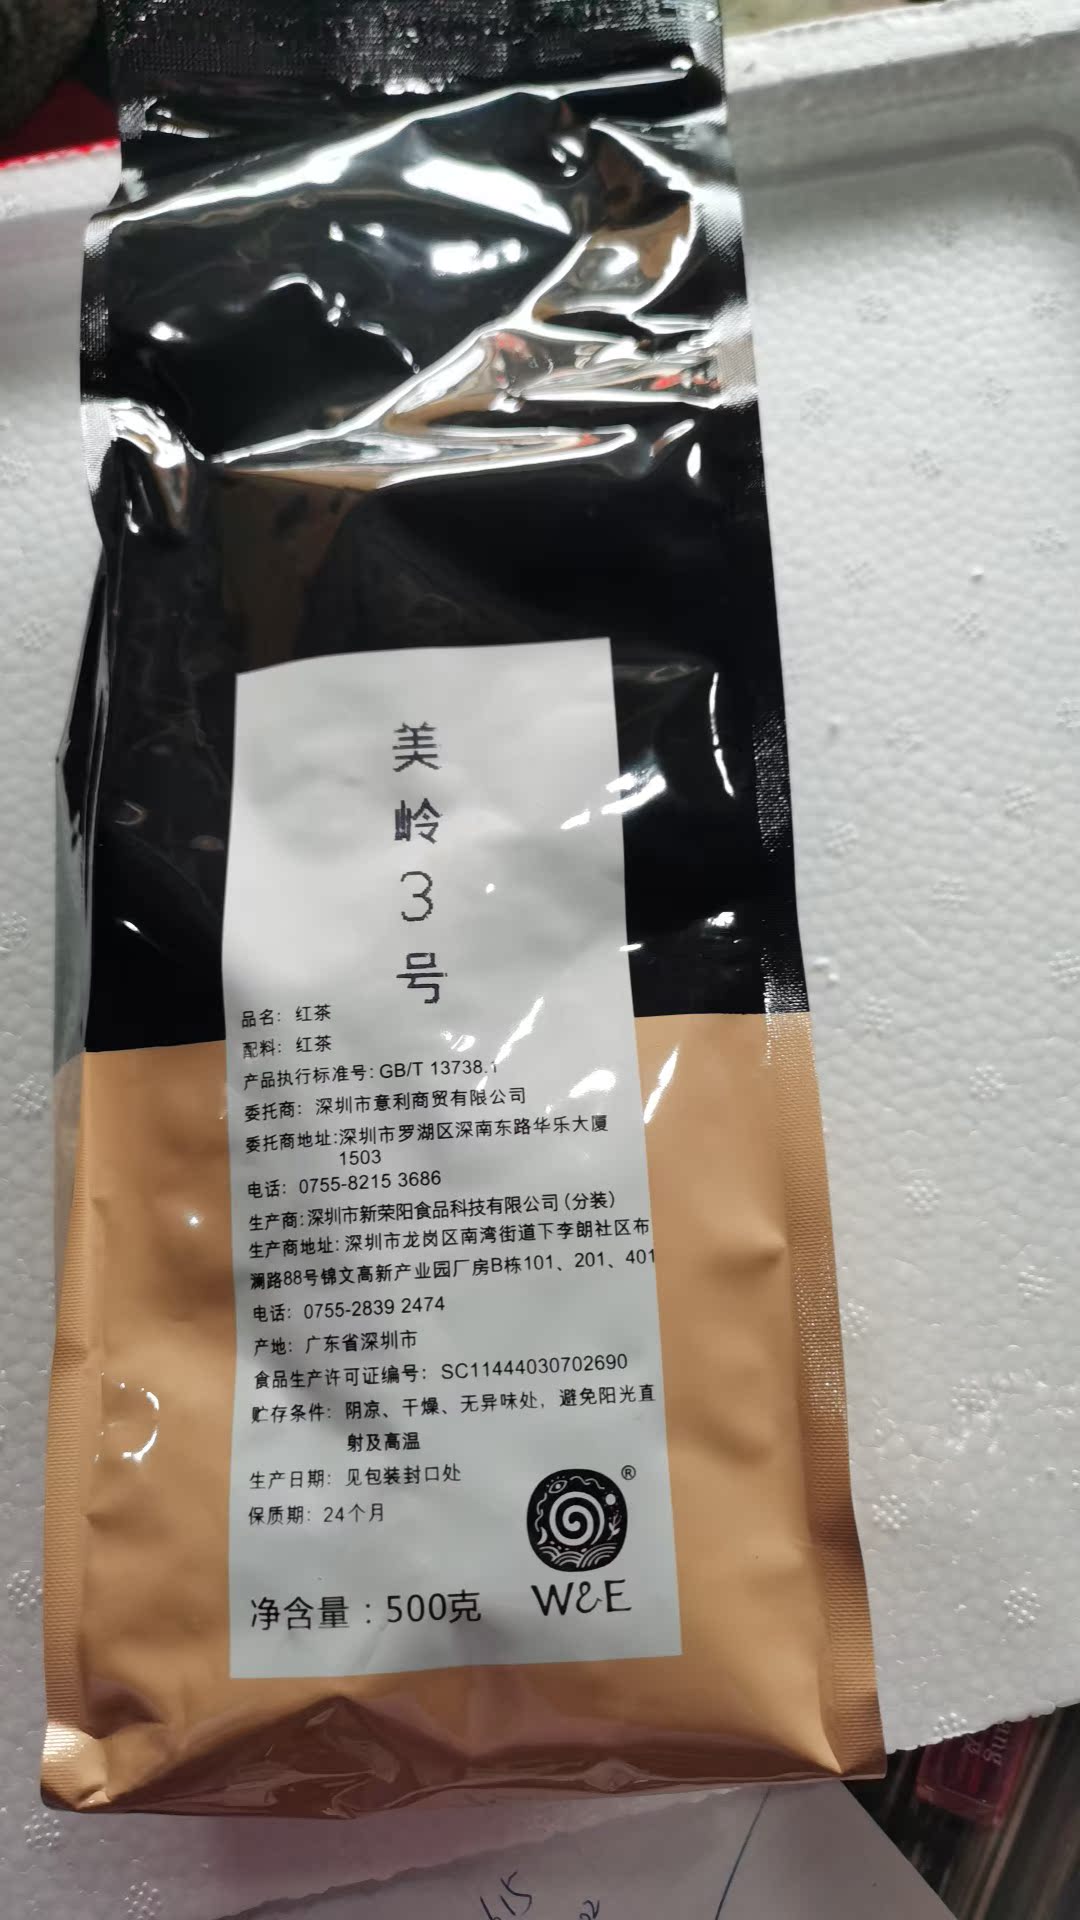 美
岭
3
号
品名：红茶
配料：红茶
产品执行标准号：GB/T 13738.1
委托商：深圳市意利商贸有限公司
委托商地址：深圳市罗湖区深南东路华乐大厦
1503
电话：0755-8215 3686
生产商：深圳市新荣阳食品科技有限公司（分装）
生产商地址：深圳市龙岗区南湾街道下李朗社区布
澜路88号锦文高新产业园厂房B栋101、201、401
电话：0755-2839 2474
产地：广东省深圳市
食品生产许可证编号：SC11444030702690
贮存条件：阴凉、干燥、无异味处，避免阳光直
射及高温
生产日期：见包装封口处
保质期：24个月
®
净含量：500克
W&E